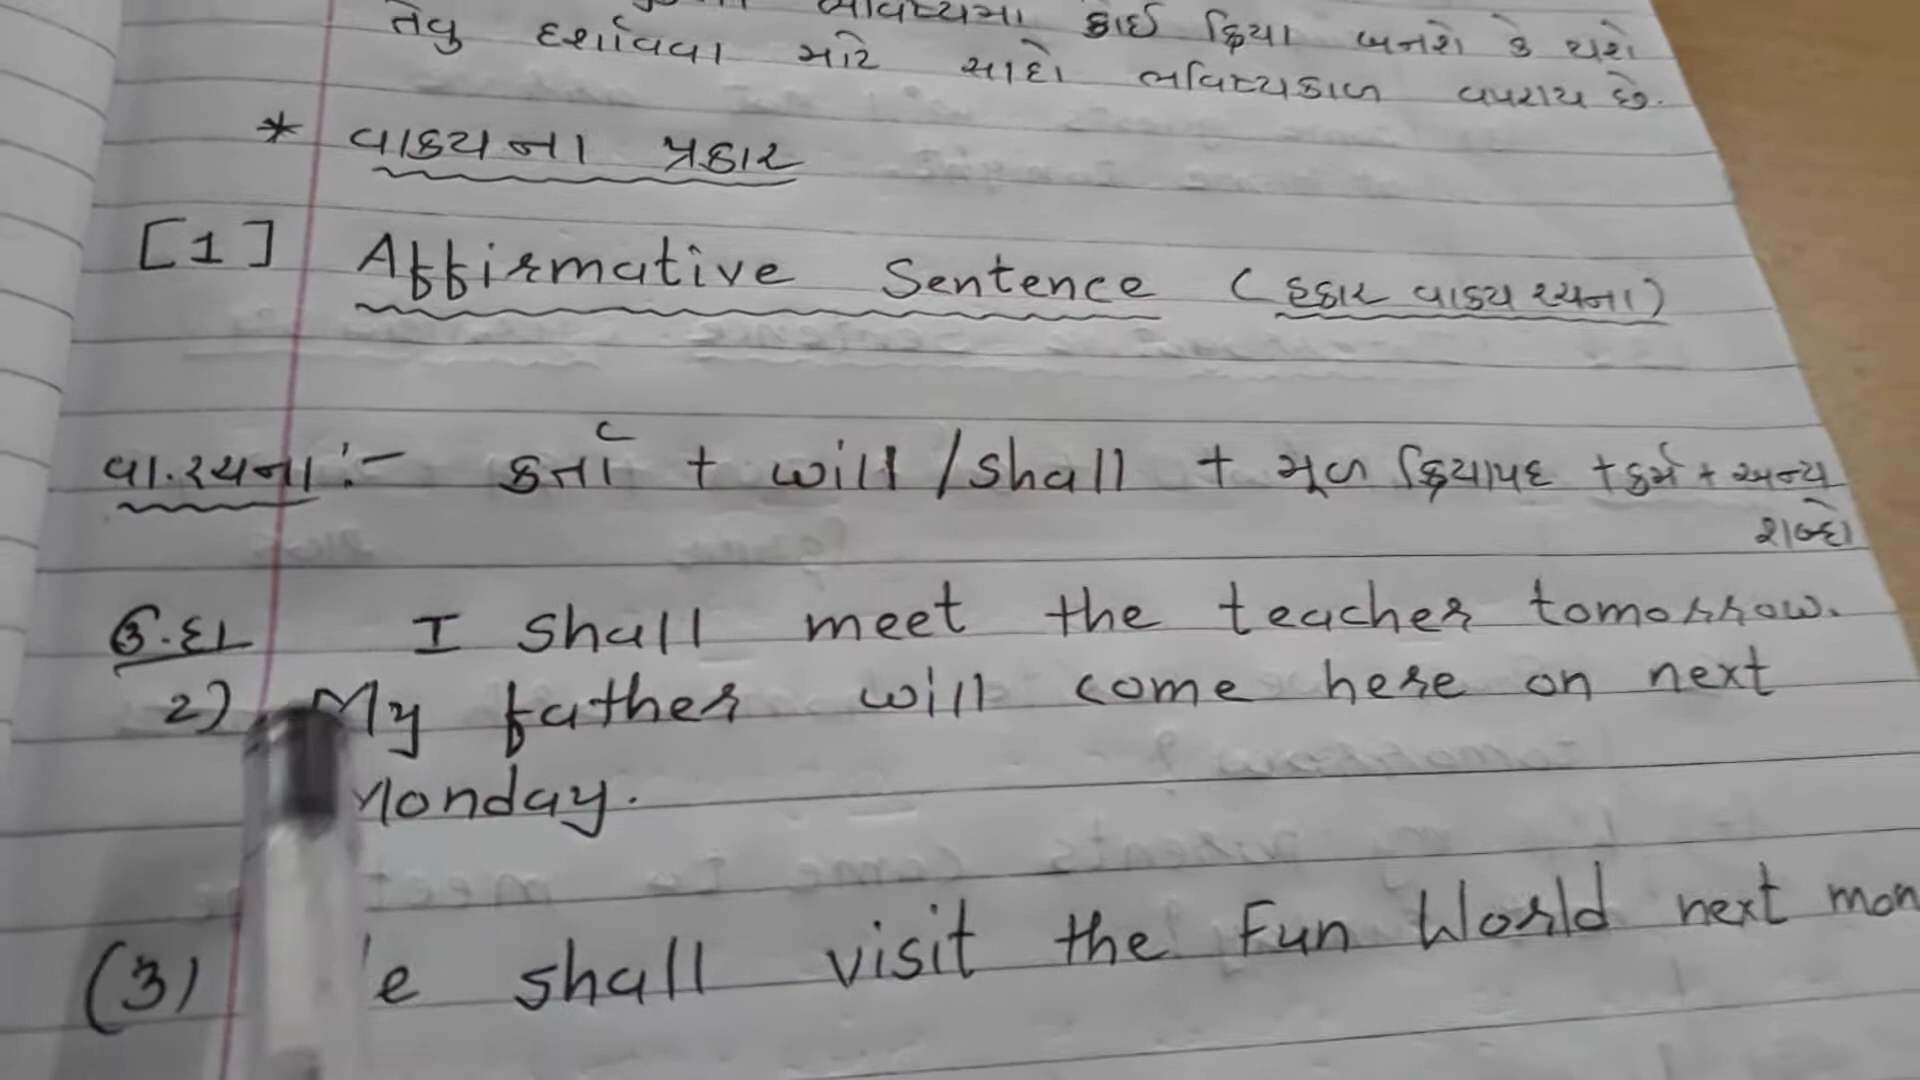 ભવિષ્યમાં કોઈ ક્રિયા બનશે કે થશે
તેવુ દર્શાવવા માટે સાદો ભવિષ્યકાળ વપરાય છે.
* વાક્યના પ્રકાર
[1] Affirmative Sentence (હકાર વાક્ય રચના)
વા.રચના:- કર્તા + will/shall + મૂળ ક્રિયાપદ + કર્મ + અન્ય
શબ્દો
ઉ.દા I shall meet the teacher tomorrow.
2) My father will come here on next
Monday.
(3) shall visit the Fun World next